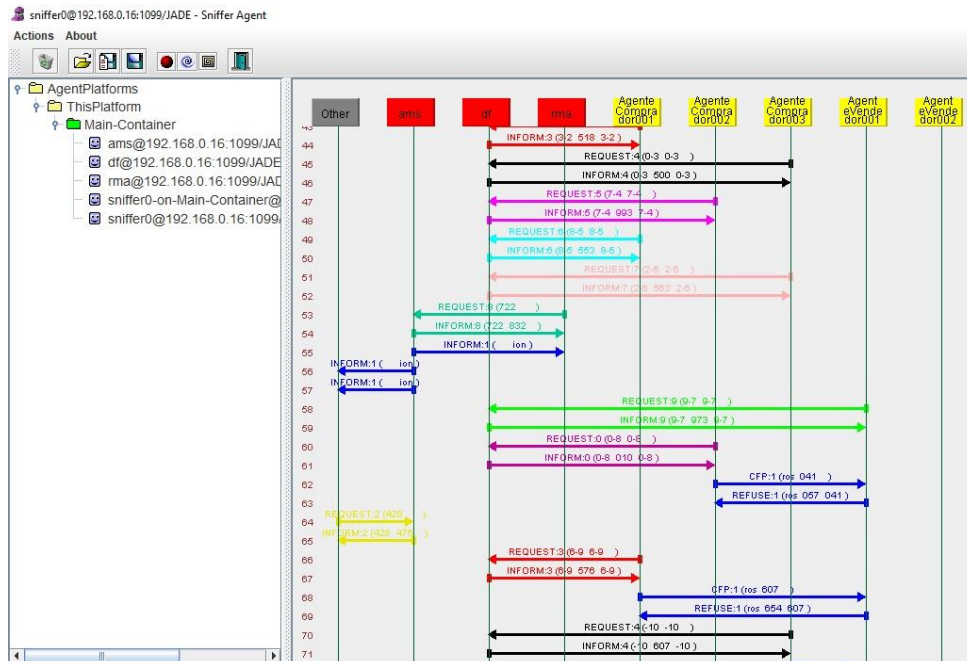 sniffer0@192.168.0.16:1099/JADE - Sniffer Agent
Actions About
AgentPlatforms
ThisPlatform
Main-Container
ams@192.168.0.16:1099/JAD
df@192.168.0.16:1099/JADE
rma@192.168.0.16:1099/JAD
sniffer0-on-Main-Container@
sniffer0@192.168.0.16:1099/
Other
ams
df
rma
Agente
Compra
dor001
Agente
Compra
dor002
Agente
Compra
dor003
Agent
eVende
dor001
Agent
eVende
dor002
43
44 INFORM:3 (3-2 518 3-2 )
45 REQUEST:4 (0-3 0-3 )
46 INFORM:4 (0-3 500 0-3 )
47 REQUEST:5 (7-4 7-4 )
48 INFORM:5 (7-4 993 7-4 )
49 REQUEST:6 (8-5 8-5 )
50 INFORM:6 (8-5 553 8-5 )
51 REQUEST:7 (2-6 2-6 )
52 INFORM:7 (2-6 563 2-6 )
53 REQUEST:8 (722 )
54 INFORM:8 (722 832 )
55 INFORM:1 ( ion )
56 INFORM:1 ( ion )
57 INFORM:1 ( ion )
58 REQUEST:9 (9-7 9-7 )
59 INFORM:9 (9-7 973 9-7 )
60 REQUEST:0 (0-8 0-8 )
61 INFORM:0 (0-8 010 0-8 )
62 CFP:1 (ros 041 )
63 REFUSE:1 (ros 057 041 )
64 REQUEST:2 (428 )
65 INFORM:2 (428 475 )
66 REQUEST:3 (6-9 6-9 )
67 INFORM:3 (6-9 576 6-9 )
68 CFP:1 (ros 607 )
69 REFUSE:1 (ros 654 607 )
70 REQUEST:4 (-10 -10 )
71 INFORM:4 (-10 607 -10 )